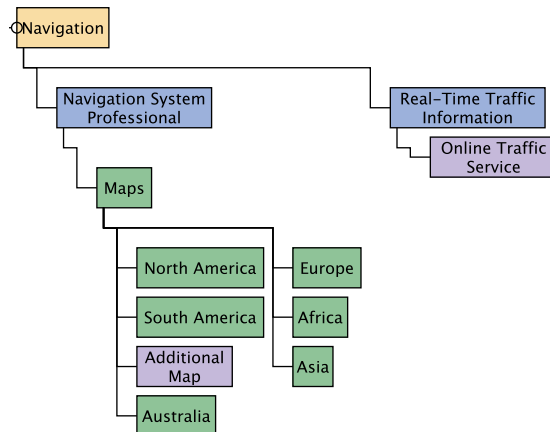 Navigation
Navigation System
Professional
Real-Time Traffic
Information
Online Traffic
Service
Maps
North America
Europe
South America
Africa
Additional
Map
Asia
Australia